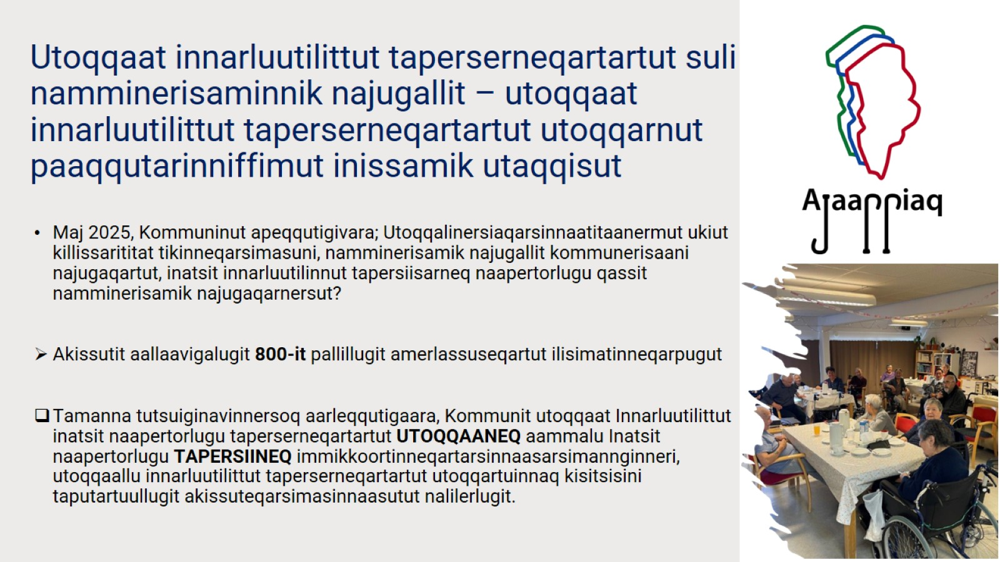 Utoqqaat innarluutilittut taperserneqartartut suli
namminerisaminnik najugallit – utoqqaat
innarluutilittut taperserneqartartut utoqqarnut
paaqqutarinniffimut inissamik utaqqisut
• Maj 2025, Kommuninut apeqqutigivara; Utoqqalinersiaqarsinnaatitaanermut ukiut
killissarititat tikinneqarsimasuni, namminerisamik najugallit kommunerisaani
najugaqartut, inatsit innarluutilinnut tapersiisarneq naapertorlugu qassit
namminerisamik najugaqarnersut?
➢ Akissutit aallaavigalugit 800-it pallillugit amerlassuseqartut ilisimatinneqarpugut
❑ Tamanna tutsuiginavinnersoq aarleqqutigaara, Kommunit utoqqaat Innarluutilittut
inatsit naapertorlugu taperserneqartartut UTOQQAANEQ aammalu Inatsit
naapertorlugu TAPERSIINEQ immikkoortinneqartarsinnaasarsimannginneri,
utoqqaallu innarluutilittut taperserneqartartut utoqqartuinnaq kisitsisini
taputartuullugit akissuteqarsimasinnaasutut nalilerlugit.
Ajaappiaq